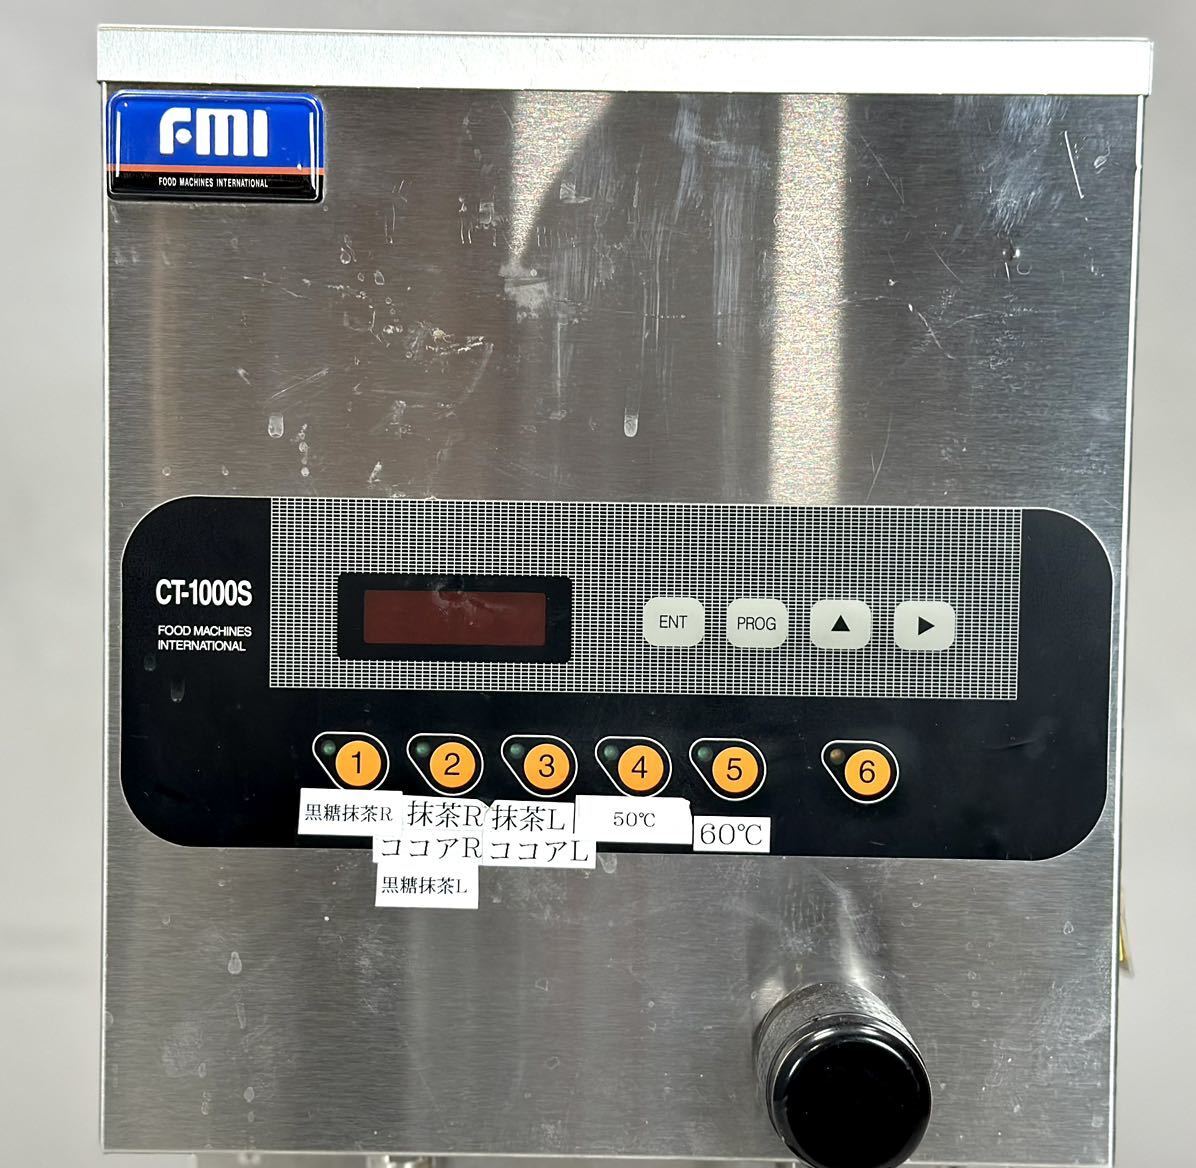 FMI
FOOD MACHINES INTERNATIONAL
CT-1000S
FOOD MACHINES
INTERNATIONAL
ENT PROG ▲ ▶
1 2 3 4 5 6
黒糖抹茶R 抹茶R 抹茶L 50℃ 60℃
ココアR ココアL
黒糖抹茶L